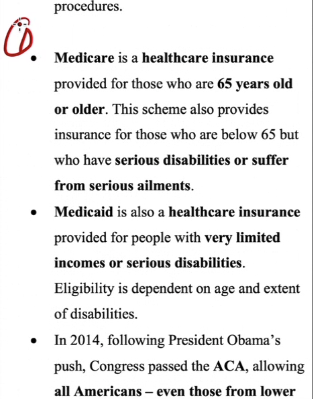 procedures.
• Medicare is a healthcare insurance
provided for those who are 65 years old
or older. This scheme also provides
insurance for those who are below 65 but
who have serious disabilities or suffer
from serious ailments.
• Medicaid is also a healthcare insurance
provided for people with very limited
incomes or serious disabilities.
Eligibility is dependent on age and extent
of disabilities.
• In 2014, following President Obama's
push, Congress passed the ACA, allowing
all Americans – even those from lower